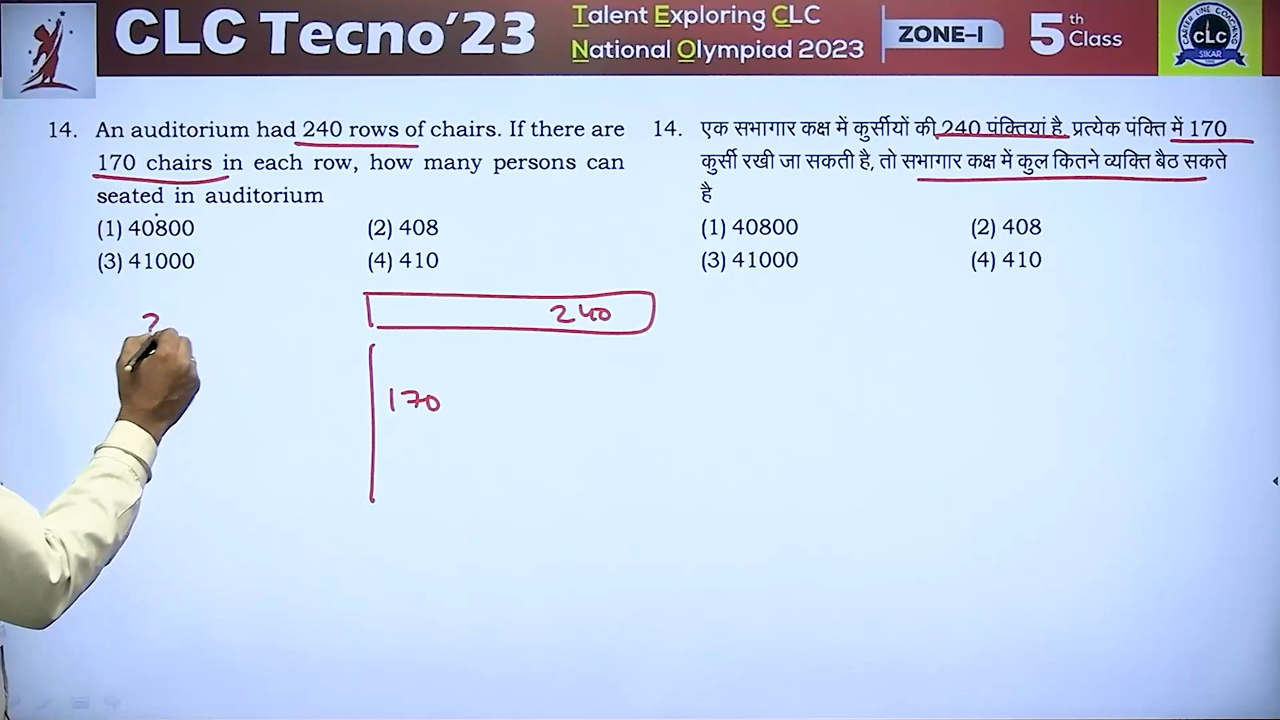 CLC Tecno'23
Talent Exploring CLC
National Olympiad 2023
ZONE-I
5th Class
CAREER LINE COACHING
CLC
SIKAR
14. An auditorium had 240 rows of chairs. If there are
170 chairs in each row, how many persons can
seated in auditorium
(1) 40800 (2) 408
(3) 41000 (4) 410
14. एक सभागार कक्ष में कुर्सीयों की 240 पंक्तियां है प्रत्येक पंक्ति में 170
कुर्सी रखी जा सकती है, तो सभागार कक्ष में कुल कितने व्यक्ति बैठ सकते
है
(1) 40800 (2) 408
(3) 41000 (4) 410
240
170